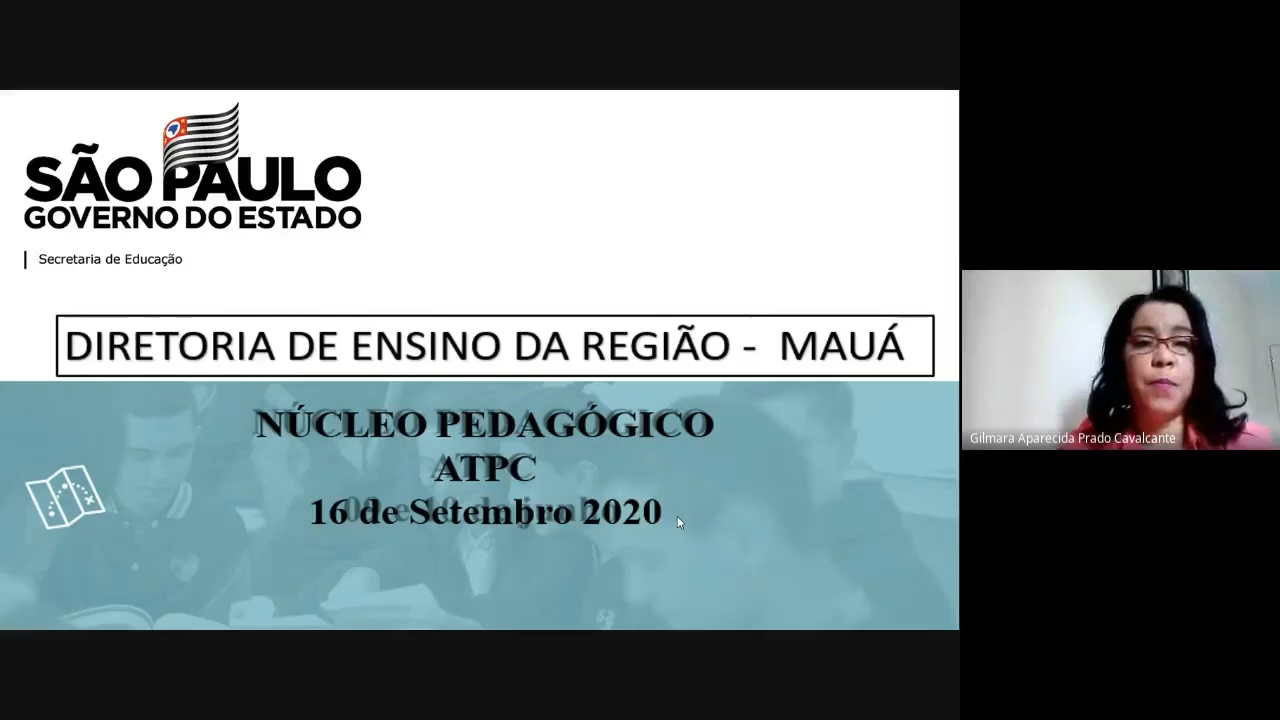 SÃO PAULO
GOVERNO DO ESTADO
Secretaria de Educação
DIRETORIA DE ENSINO DA REGIÃO - MAUÁ
NÚCLEO PEDAGÓGICO
ATPC
16 de Setembro 2020
Gilmara Aparecida Prado Cavalcante